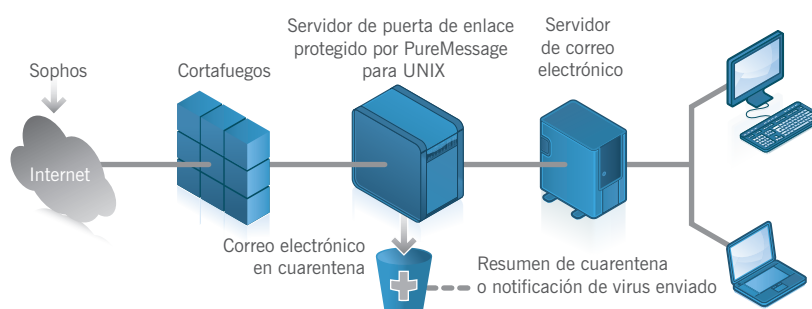 Sophos
Internet
Cortafuegos
Servidor de puerta de enlace
protegido por PureMessage
para UNIX
Servidor
de correo
electrónico
Correo electrónico
en cuarentena
Resumen de cuarentena
o notificación de virus enviado